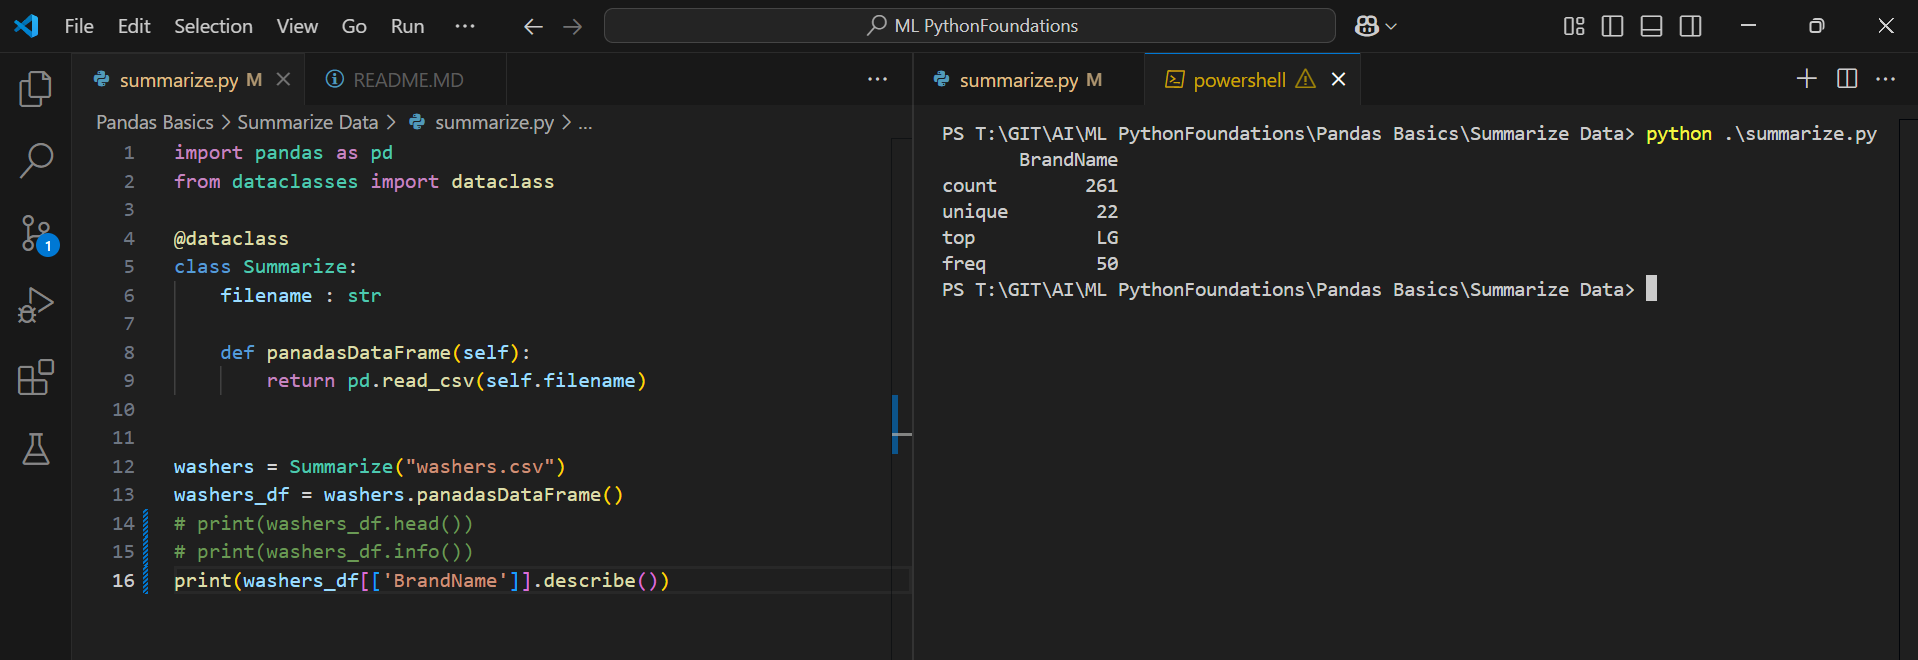 File Edit Selection View Go Run ··· ML PythonFoundations
summarize.py M README.MD ···
Pandas Basics > Summarize Data > summarize.py > ...
1 import pandas as pd
2 from dataclasses import dataclass
3
4 @dataclass
5 class Summarize:
6 filename : str
7
8 def panadasDataFrame(self):
9 return pd.read_csv(self.filename)
10
11
12 washers = Summarize("washers.csv")
13 washers_df = washers.panadasDataFrame()
14 # print(washers_df.head())
15 # print(washers_df.info())
16 print(washers_df[['BrandName']].describe())
1
summarize.py M powershell ···
PS T:\GIT\AI\ML PythonFoundations\Pandas Basics\Summarize Data> python .\summarize.py
BrandName
count 261
unique 22
top LG
freq 50
PS T:\GIT\AI\ML PythonFoundations\Pandas Basics\Summarize Data>